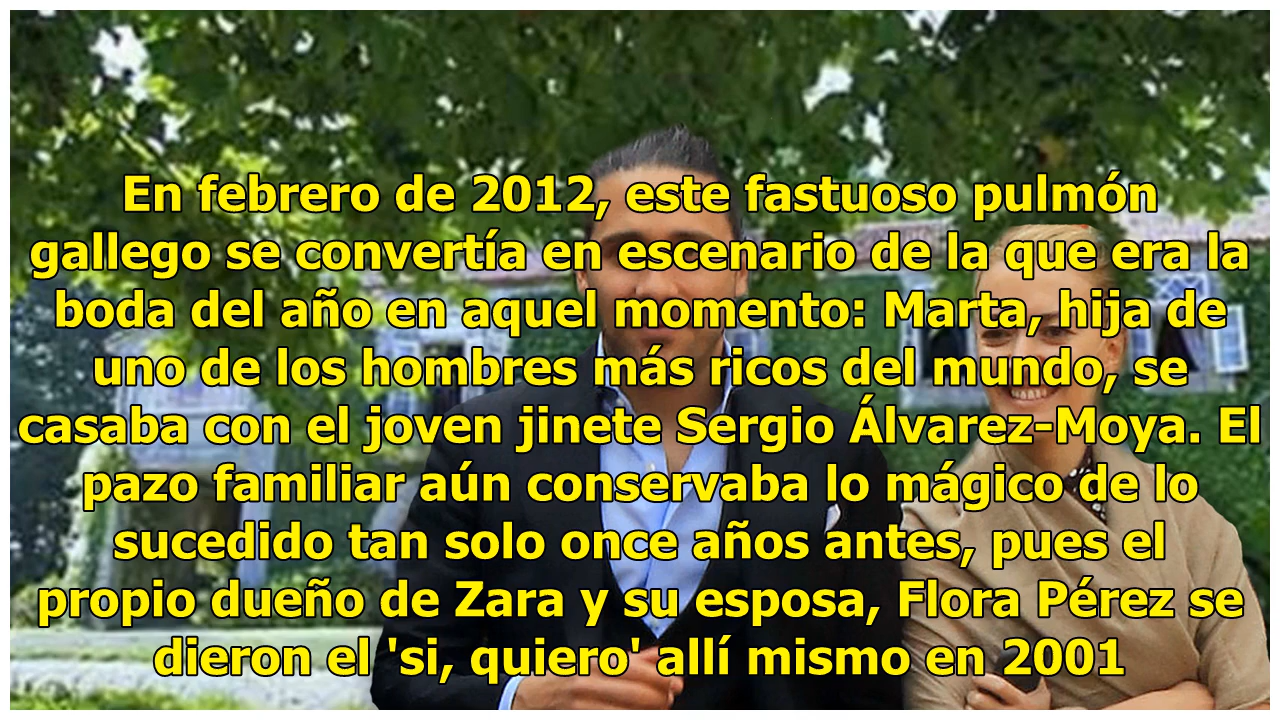 En febrero de 2012, este fastuoso pulmón
gallego se convertía en escenario de la que era la
boda del año en aquel momento: Marta, hija de
uno de los hombres más ricos del mundo, se
casaba con el joven jinete Sergio Álvarez-Moya. El
pazo familiar aún conservaba lo mágico de lo
sucedido tan solo once años antes, pues el
propio dueño de Zara y su esposa, Flora Pérez se
dieron el 'si, quiero' allí mismo en 2001